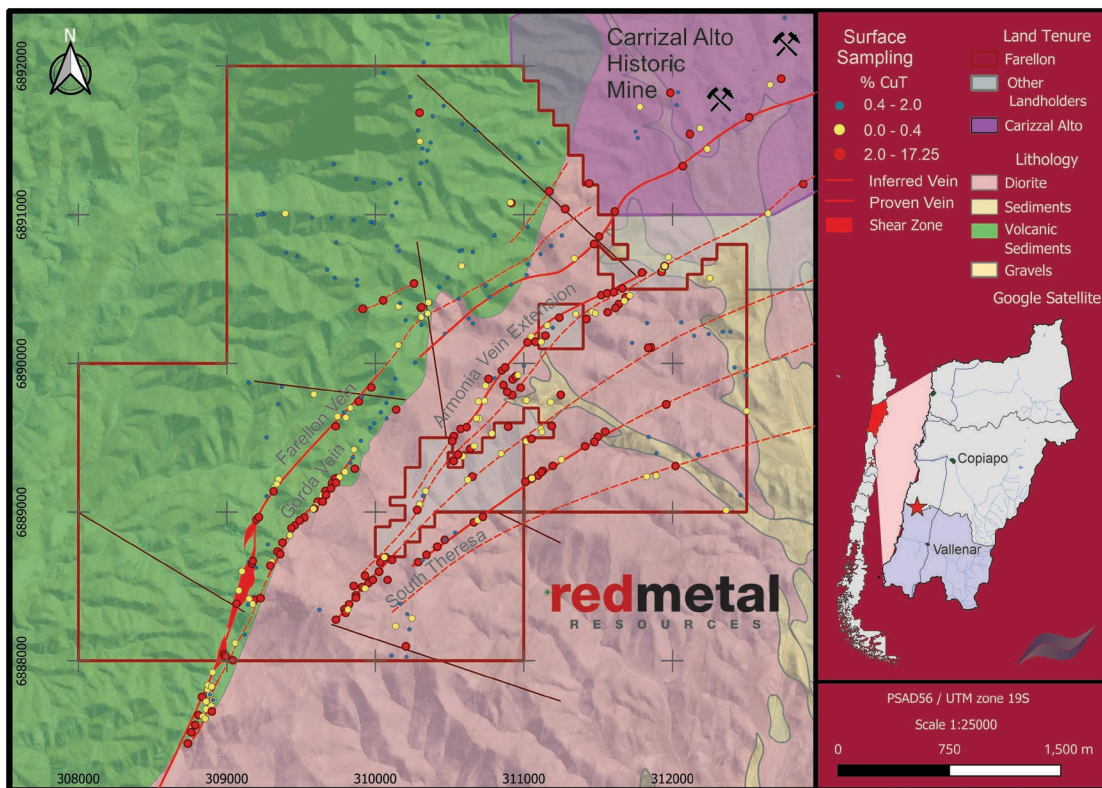 N
Carrizal Alto
Historic
Mine
6892000
6891000
6890000
6889000
6888000
308000
309000
310000
311000
312000
Farellon Vein
Gorda Vein
Armonia Vein Extension
South Theresa
redmetal
RESOURCES
Surface
Sampling
% CuT
0.4 - 2.0
0.0 - 0.4
2.0 - 17.25
Inferred Vein
Proven Vein
Shear Zone
Land Tenure
Farellon
Other
Landholders
Carizzal Alto
Lithology
Diorite
Sediments
Volcanic
Sediments
Gravels
Google Satellite
Copiapo
Vallenar
PSAD56 / UTM zone 19S
Scale 1:25000
0 750 1,500 m